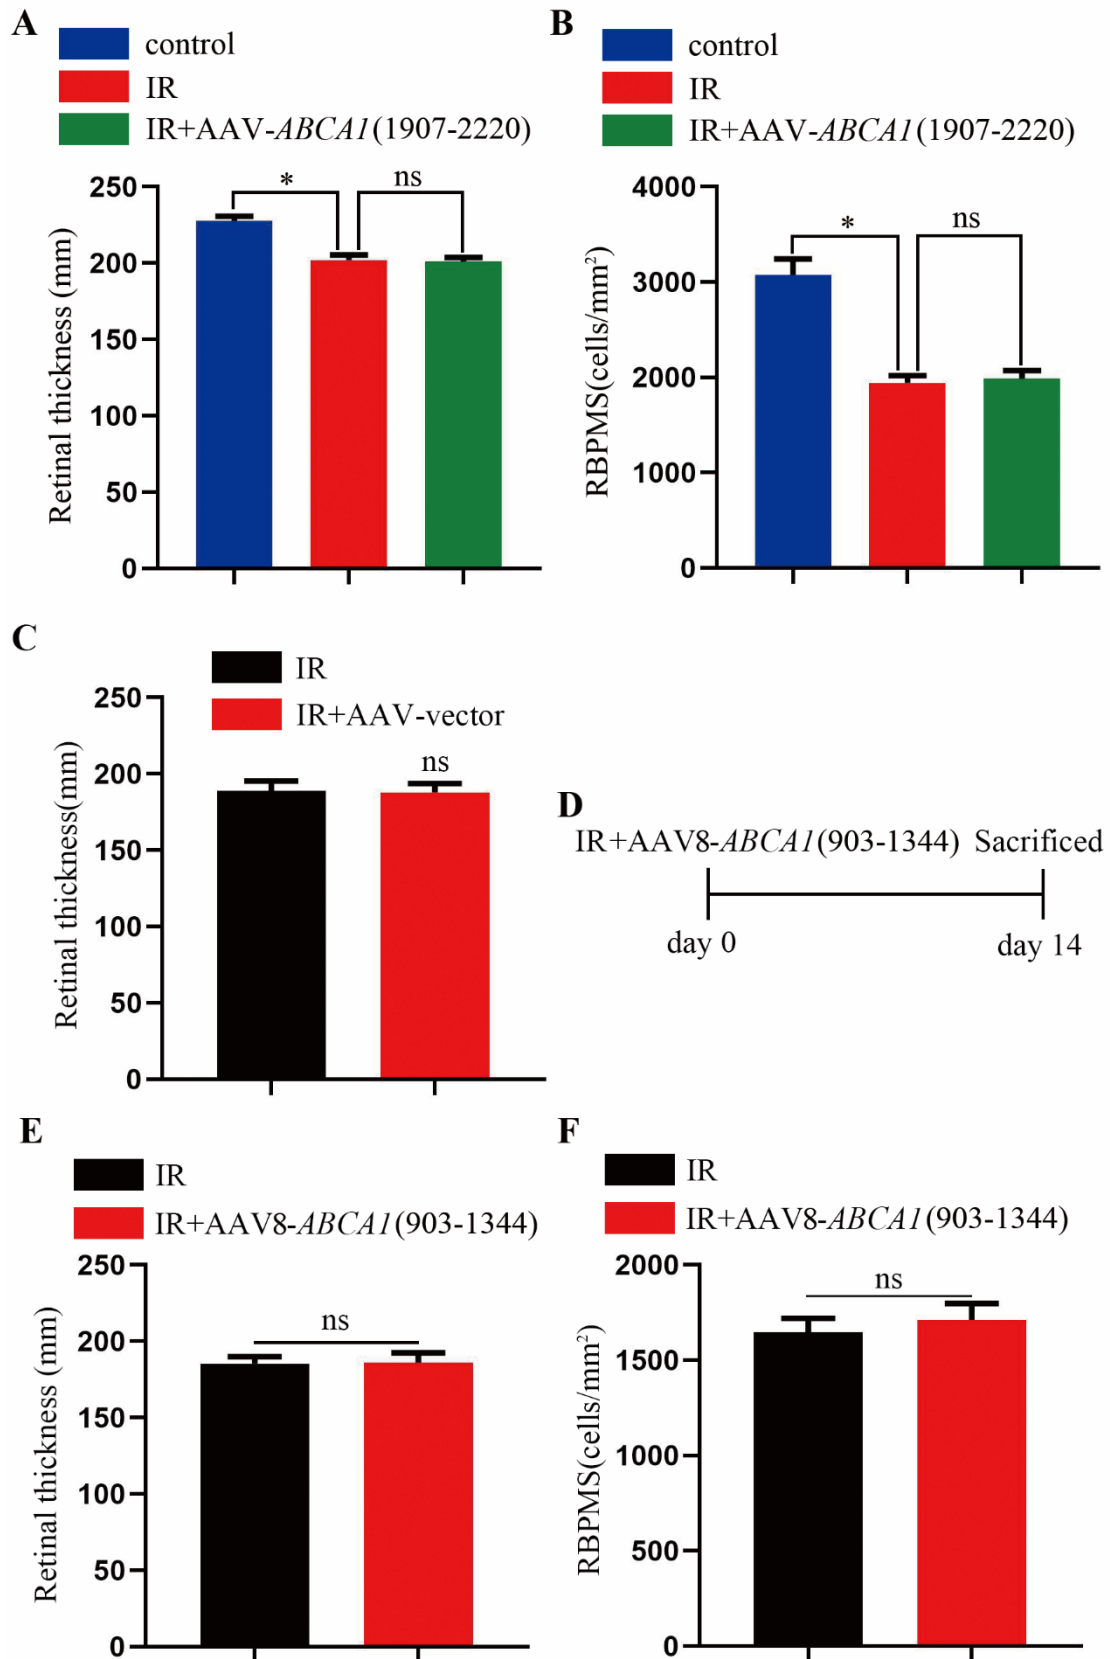 A
control
IR
IR+AAV-ABCA1(1907-2220)
Retinal thickness (mm)
250
200
150
100
50
0
*
ns
B
control
IR
IR+AAV-ABCA1(1907-2220)
RBPMS(cells/mm²)
4000
3000
2000
1000
0
*
ns
C
IR
IR+AAV-vector
Retinal thickness(mm)
250
200
150
100
50
0
ns
D
IR+AAV8-ABCA1(903-1344) Sacrificed
day 0 day 14
E
IR
IR+AAV8-ABCA1(903-1344)
Retinal thickness (mm)
250
200
150
100
50
0
ns
F
IR
IR+AAV8-ABCA1(903-1344)
RBPMS(cells/mm²)
2000
1500
1000
500
0
ns